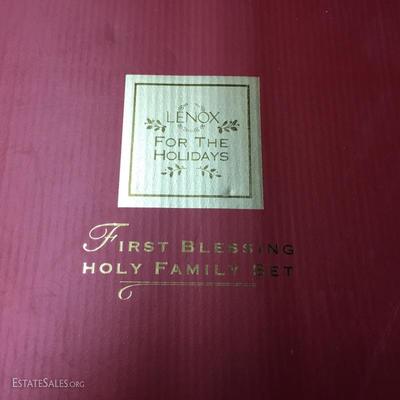 LENOX
FOR THE
HOLIDAYS
FIRST BLESSING
HOLY FAMILY SET
ESTATESALES.ORG